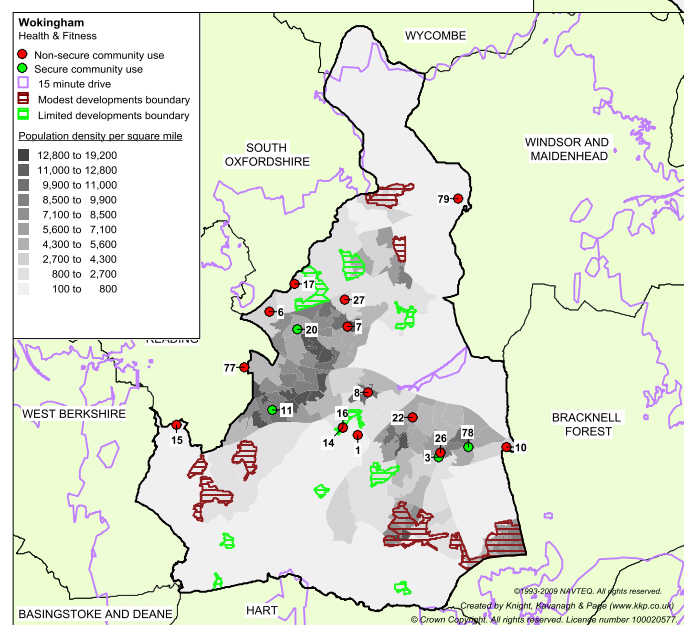 Wokingham
Health & Fitness
Non-secure community use
Secure community use
15 minute drive
Modest developments boundary
Limited developments boundary
Population density per square mile
12,800 to 19,200
11,000 to 12,800
9,900 to 11,000
8,500 to 9,900
7,100 to 8,500
5,600 to 7,100
4,300 to 5,600
2,700 to 4,300
800 to 2,700
100 to 800
WYCOMBE
SOUTH
OXFORDSHIRE
WINDSOR AND
MAIDENHEAD
79
17
27
6
20
7
READING
77
8
WEST BERKSHIRE
11
16
22
BRACKNELL
FOREST
15
14
1
26
78
10
3
BASINGSTOKE AND DEANE
HART
©1993-2009 NAVTEQ. All rights reserved.
Created by Knight, Kavanagh & Page (www.kkp.co.uk)
© Crown Copyright. All rights reserved. Licence number 100020577